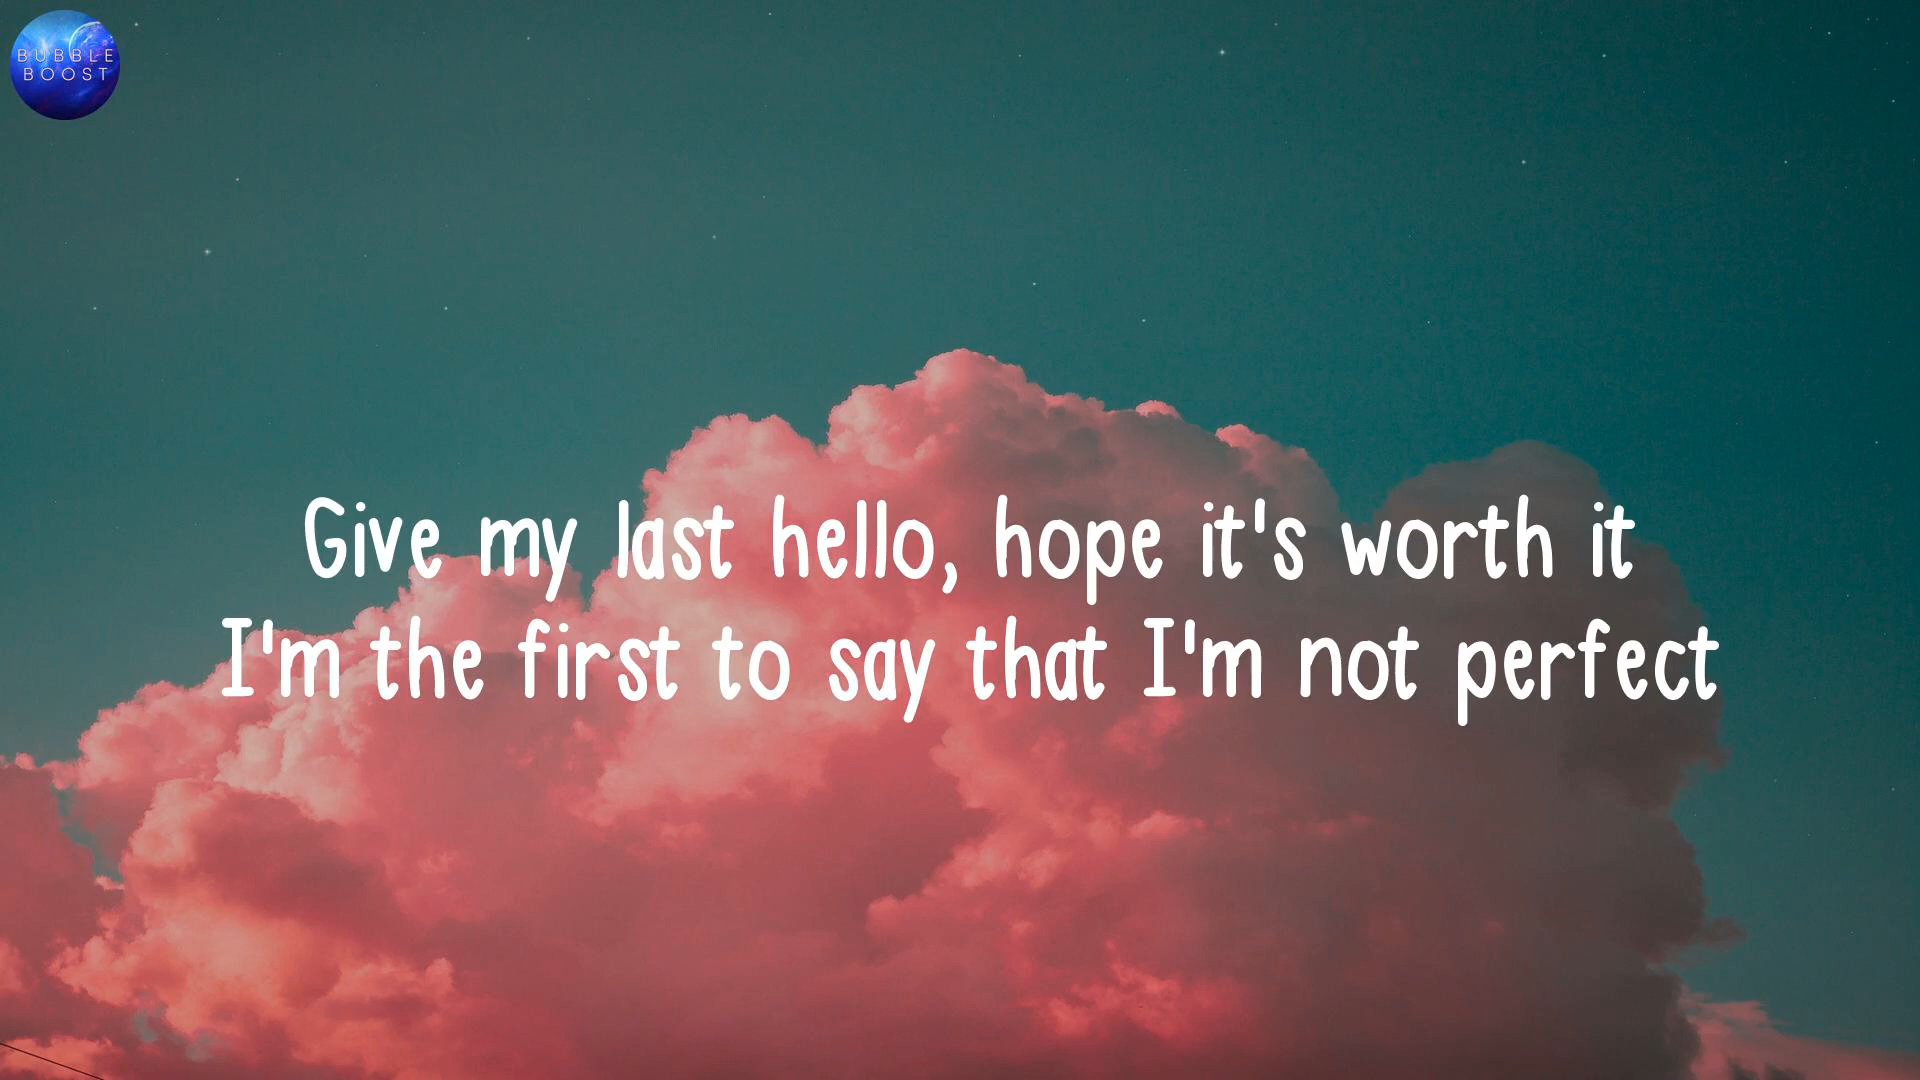 BUBBLE
BOOST
Give my last hello, hope it's worth it
I'm the first to say that I'm not perfect